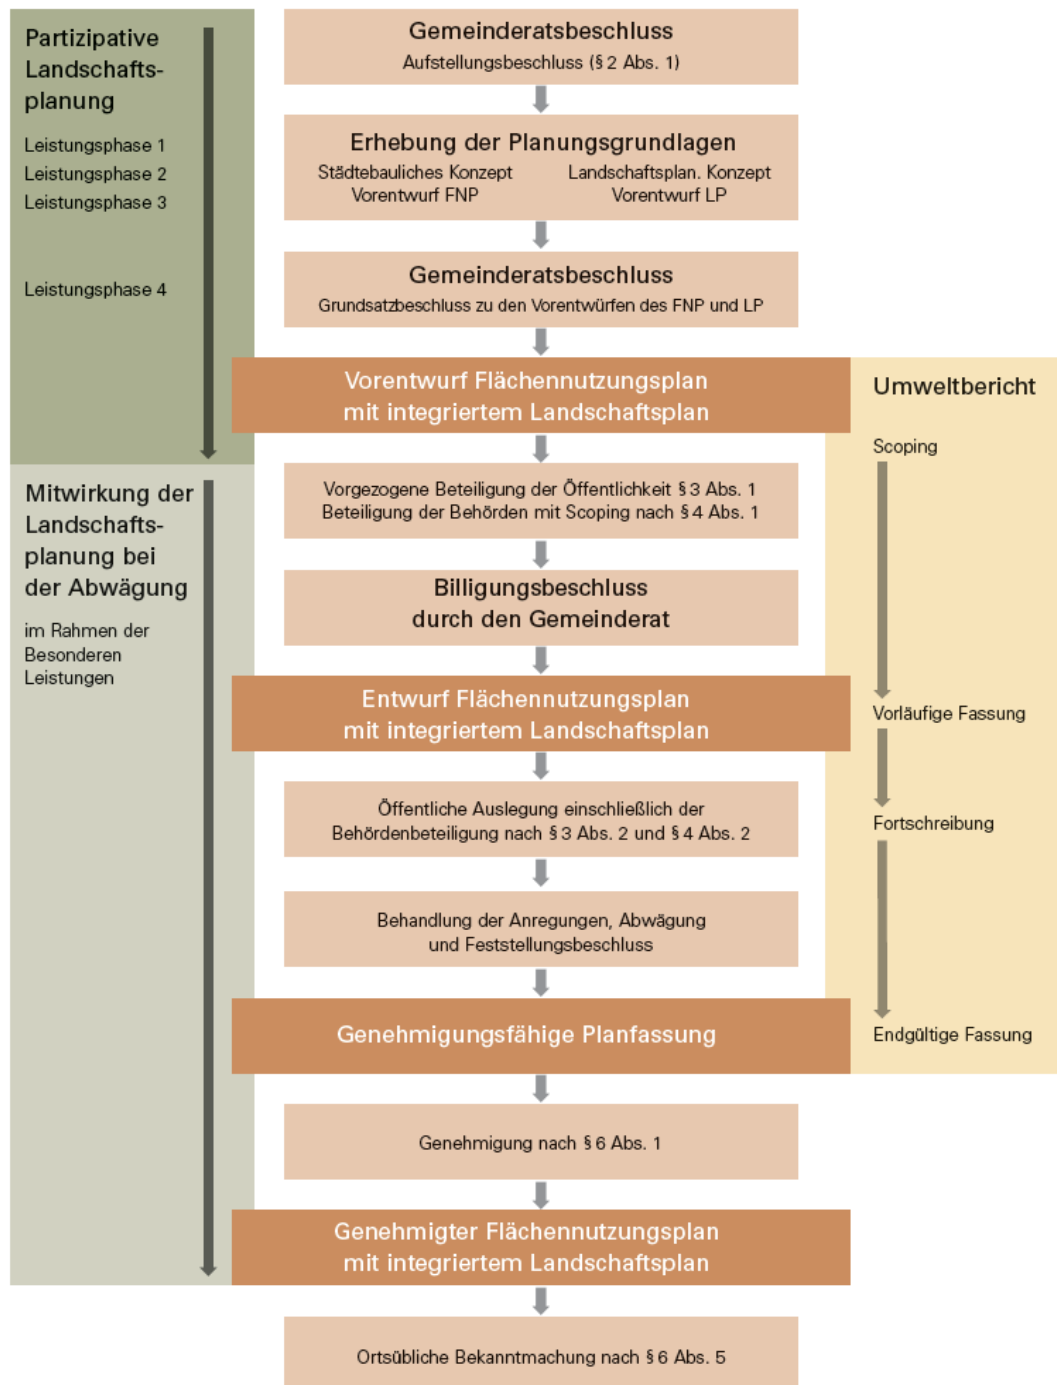 Partizipative
Landschafts-
planung
Leistungsphase 1
Leistungsphase 2
Leistungsphase 3
Leistungsphase 4
Mitwirkung der
Landschafts-
planung bei
der Abwägung
im Rahmen der
Besonderen
Leistungen
Gemeinderatsbeschluss
Aufstellungsbeschluss (§ 2 Abs. 1)
Erhebung der Planungsgrundlagen
Städtebauliches Konzept
Vorentwurf FNP
Landschaftsplan. Konzept
Vorentwurf LP
Gemeinderatsbeschluss
Grundsatzbeschluss zu den Vorentwürfen des FNP und LP
Vorentwurf Flächennutzungsplan
mit integriertem Landschaftsplan
Vorgezogene Beteiligung der Öffentlichkeit § 3 Abs. 1
Beteiligung der Behörden mit Scoping nach § 4 Abs. 1
Billigungsbeschluss
durch den Gemeinderat
Entwurf Flächennutzungsplan
mit integriertem Landschaftsplan
Öffentliche Auslegung einschließlich der
Behördenbeteiligung nach § 3 Abs. 2 und § 4 Abs. 2
Behandlung der Anregungen, Abwägung
und Feststellungsbeschluss
Genehmigungsfähige Planfassung
Genehmigung nach § 6 Abs. 1
Genehmigter Flächennutzungsplan
mit integriertem Landschaftsplan
Ortsübliche Bekanntmachung nach § 6 Abs. 5
Umweltbericht
Scoping
Vorläufige Fassung
Fortschreibung
Endgültige Fassung